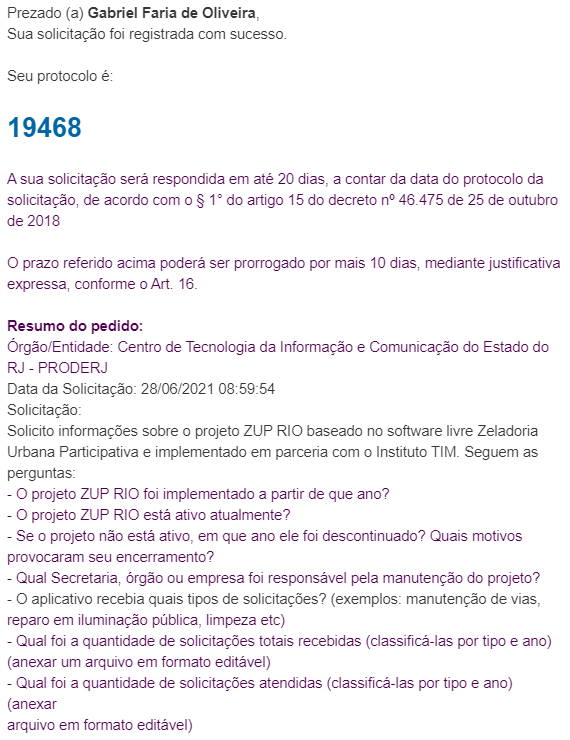 Prezado (a) Gabriel Faria de Oliveira,
Sua solicitação foi registrada com sucesso.
Seu protocolo é:
19468
A sua solicitação será respondida em até 20 dias, a contar da data do protocolo da
solicitação, de acordo com o § 1° do artigo 15 do decreto nº 46.475 de 25 de outubro
de 2018
O prazo referido acima poderá ser prorrogado por mais 10 dias, mediante justificativa
expressa, conforme o Art. 16.
Resumo do pedido:
Órgão/Entidade: Centro de Tecnologia da Informação e Comunicação do Estado do
RJ - PRODERJ
Data da Solicitação: 28/06/2021 08:59:54
Solicitação:
Solicito informações sobre o projeto ZUP RIO baseado no software livre Zeladoria
Urbana Participativa e implementado em parceria com o Instituto TIM. Seguem as
perguntas:
- O projeto ZUP RIO foi implementado a partir de que ano?
- O projeto ZUP RIO está ativo atualmente?
- Se o projeto não está ativo, em que ano ele foi descontinuado? Quais motivos
provocaram seu encerramento?
- Qual Secretaria, órgão ou empresa foi responsável pela manutenção do projeto?
- O aplicativo recebia quais tipos de solicitações? (exemplos: manutenção de vias,
reparo em iluminação pública, limpeza etc)
- Qual foi a quantidade de solicitações totais recebidas (classificá-las por tipo e ano)
(anexar um arquivo em formato editável)
- Qual foi a quantidade de solicitações atendidas (classificá-las por tipo e ano)
(anexar
arquivo em formato editável)